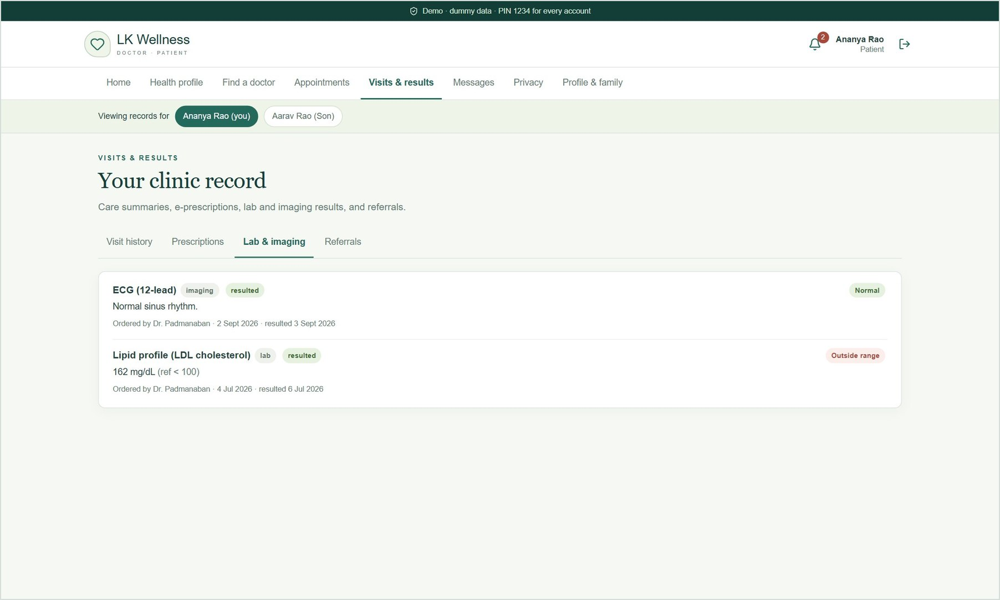 Demo · dummy data · PIN 1234 for every account
LK Wellness
DOCTOR · PATIENT
2
Ananya Rao
Patient
Home Health profile Find a doctor Appointments Visits & results Messages Privacy Profile & family
Viewing records for Ananya Rao (you) Aarav Rao (Son)
VISITS & RESULTS
Your clinic record
Care summaries, e-prescriptions, lab and imaging results, and referrals.
Visit history Prescriptions Lab & imaging Referrals
ECG (12-lead) imaging resulted Normal
Normal sinus rhythm.
Ordered by Dr. Padmanaban · 2 Sept 2026 · resulted 3 Sept 2026
Lipid profile (LDL cholesterol) lab resulted Outside range
162 mg/dL (ref < 100)
Ordered by Dr. Padmanaban · 4 Jul 2026 · resulted 6 Jul 2026